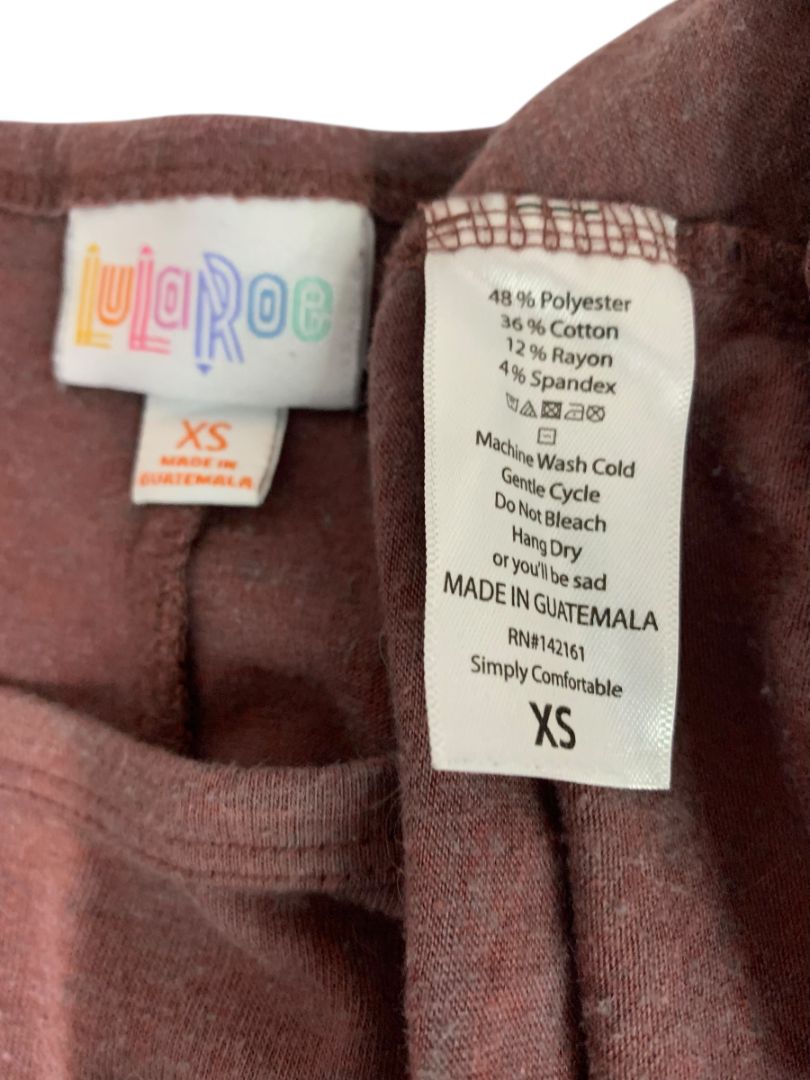 LuLaRoe
XS
MADE IN
GUATEMALA
48 % Polyester
36 % Cotton
12 % Rayon
4 % Spandex
Machine Wash Cold
Gentle Cycle
Do Not Bleach
Hang Dry
or you'll be sad
MADE IN GUATEMALA
RN#142161
Simply Comfortable
XS